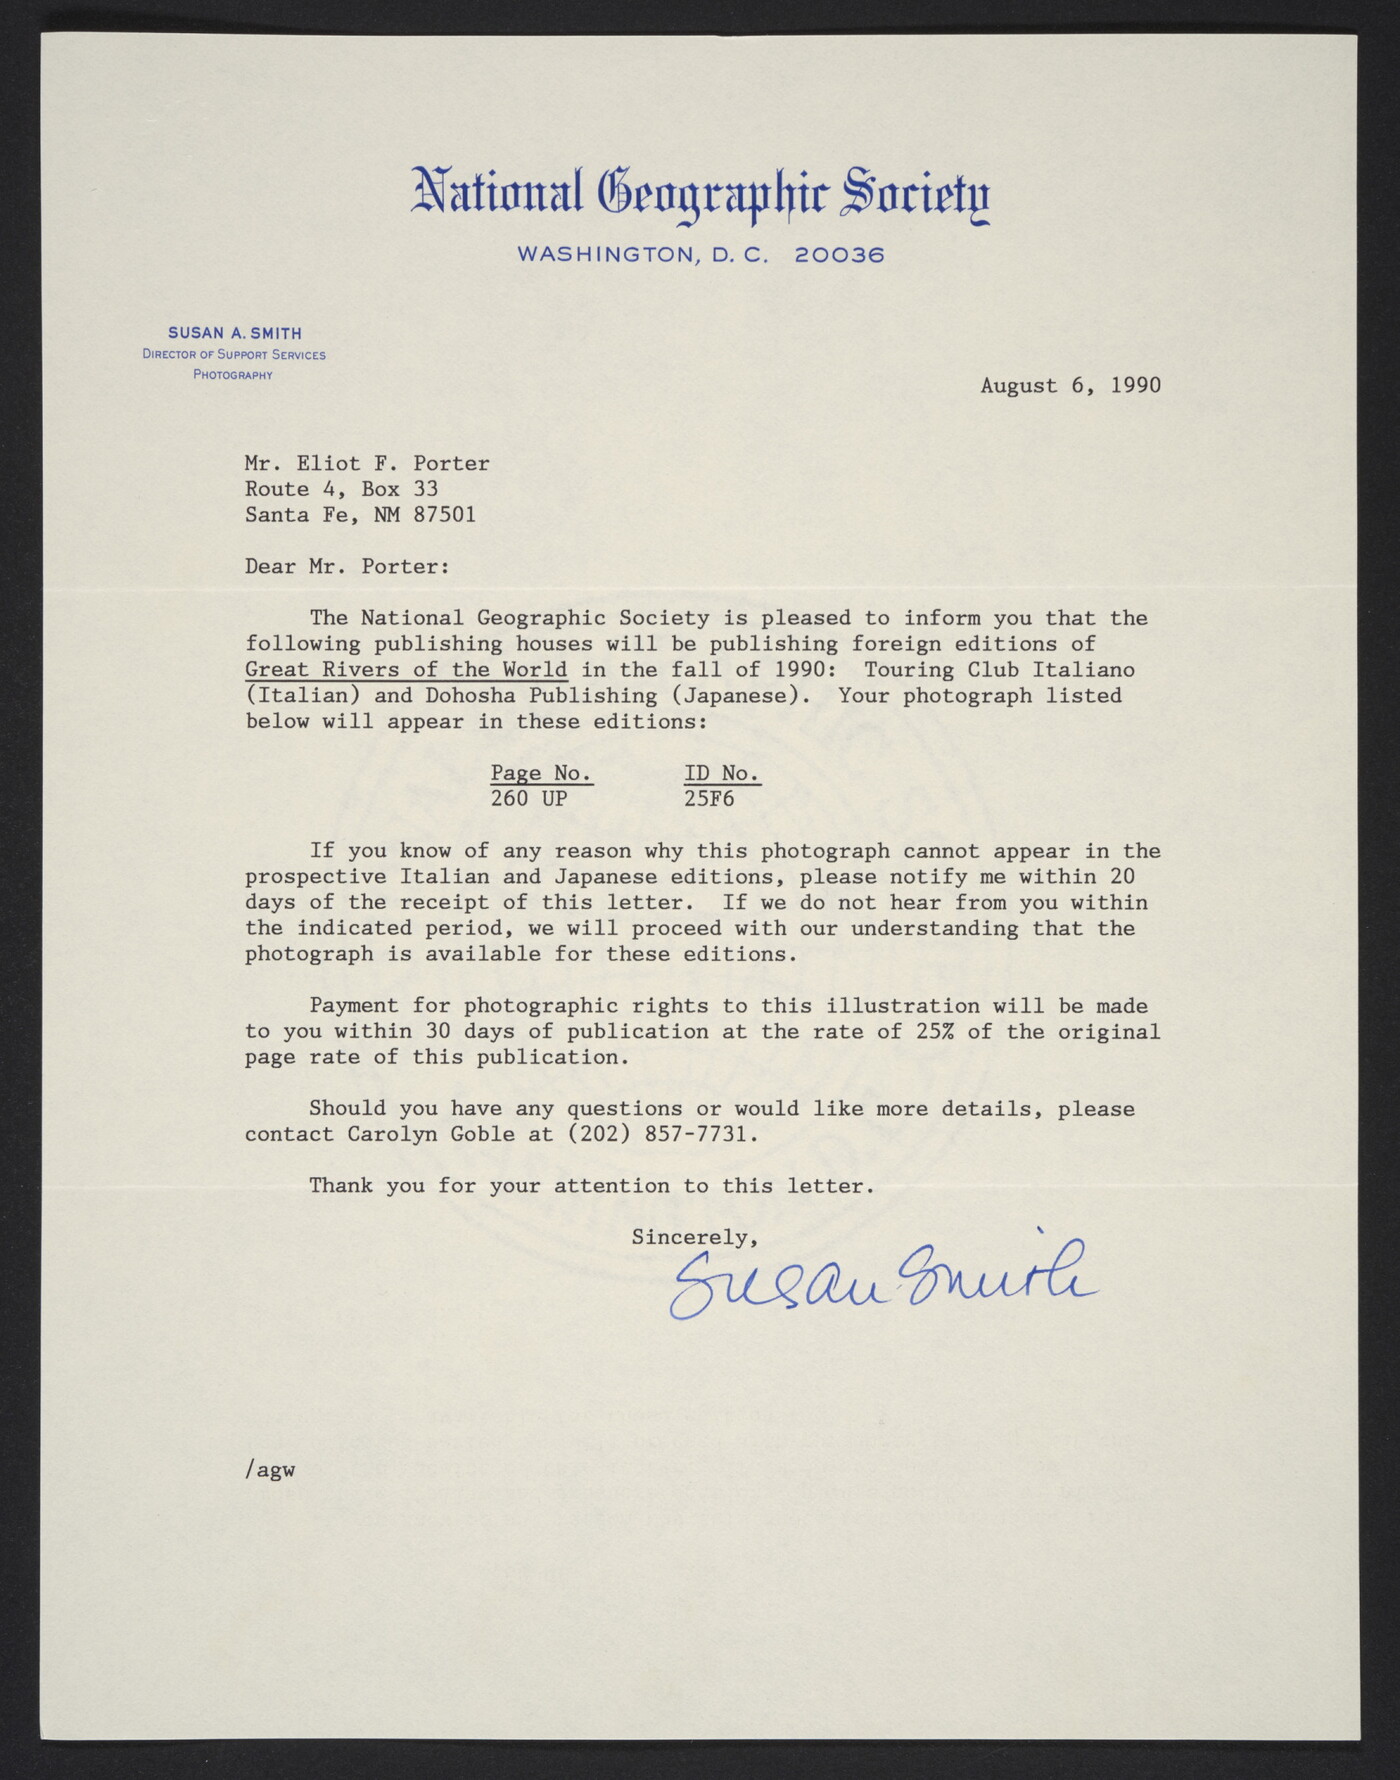 National Geographic Society
WASHINGTON, D. C. 20036
SUSAN A. SMITH
DIRECTOR OF SUPPORT SERVICES
PHOTOGRAPHY
August 6, 1990
Mr. Eliot F. Porter
Route 4, Box 33
Santa Fe, NM 87501
Dear Mr. Porter:
The National Geographic Society is pleased to inform you that the
following publishing houses will be publishing foreign editions of
Great Rivers of the World in the fall of 1990: Touring Club Italiano
(Italian) and Dohosha Publishing (Japanese). Your photograph listed
below will appear in these editions:
Page No. ID No.
260 UP 25F6
If you know of any reason why this photograph cannot appear in the
prospective Italian and Japanese editions, please notify me within 20
days of the receipt of this letter. If we do not hear from you within
the indicated period, we will proceed with our understanding that the
photograph is available for these editions.
Payment for photographic rights to this illustration will be made
to you within 30 days of publication at the rate of 25% of the original
page rate of this publication.
Should you have any questions or would like more details, please
contact Carolyn Goble at (202) 857-7731.
Thank you for your attention to this letter.
Sincerely,
Susan Smith
/agw